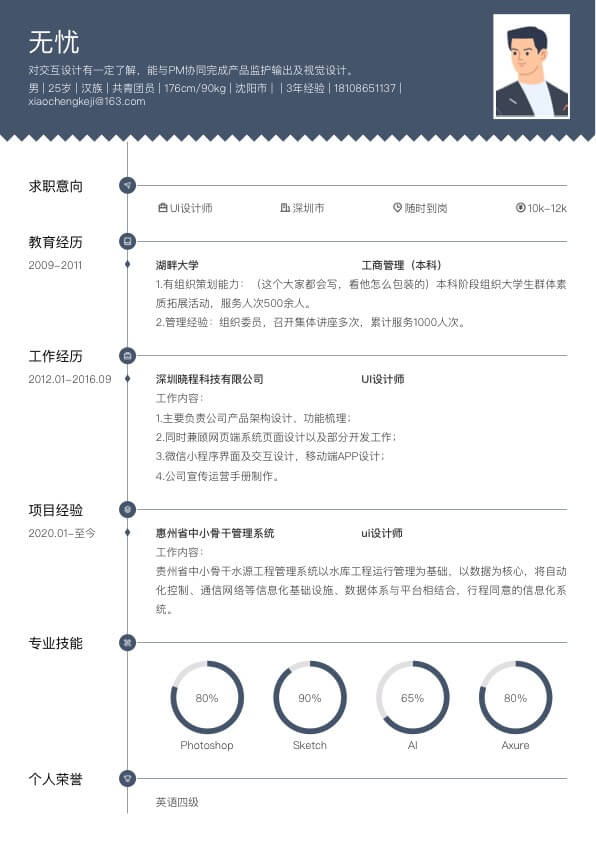 无忧
对交互设计有一定了解，能与PM协同完成产品监护输出及视觉设计。
男 | 25岁 | 汉族 | 共青团员 | 176cm/90kg | 沈阳市 | | 3年经验 | 18108651137 |
xiaochengkeji@163.com
求职意向
UI设计师 深圳市 随时到岗 10k-12k
教育经历
2009-2011 湖畔大学 工商管理（本科）
1.有组织策划能力：（这个大家都会写，看他怎么包装的）本科阶段组织大学生群体素
质拓展活动，服务人次500余人。
2.管理经验：组织委员，召开集体讲座多次，累计服务1000人次。
工作经历
2012.01-2016.09 深圳晓程科技有限公司 UI设计师
工作内容：
1.主要负责公司产品架构设计、功能梳理；
2.同时兼顾网页端系统页面设计以及部分开发工作；
3.微信小程序界面及交互设计，移动端APP设计；
4.公司宣传运营手册制作。
项目经验
2020.01-至今 惠州省中小骨干管理系统 ui设计师
工作内容：
贵州省中小骨干水源工程管理系统以水库工程运行管理为基础，以数据为核心，将自动
化控制、通信网络等信息化基础设施、数据体系与平台相结合，行程同意的信息化系
统。
专业技能
80% 90% 65% 80%
Photoshop Sketch AI Axure
个人荣誉
英语四级